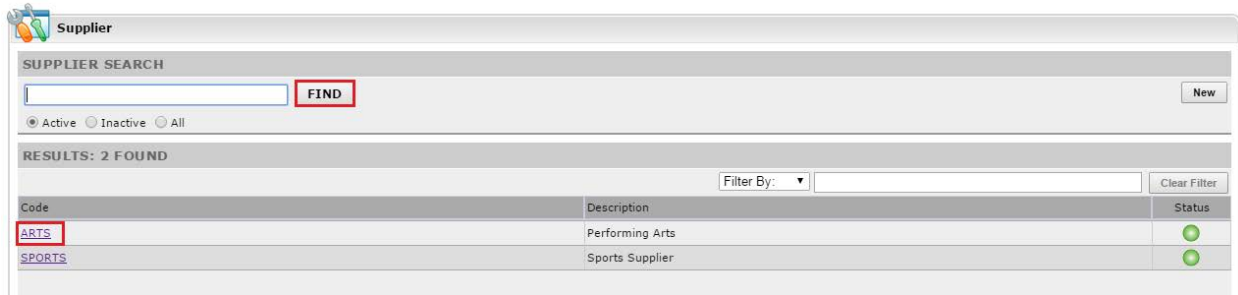 Supplier
SUPPLIER SEARCH
FIND New
Active Inactive All
RESULTS: 2 FOUND
Filter By: Clear Filter
Code Description Status
ARTS Performing Arts
SPORTS Sports Supplier